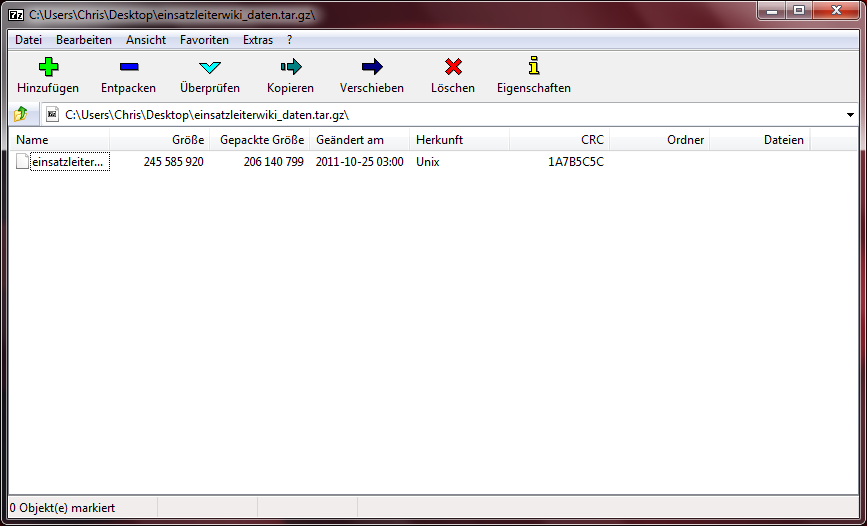 7z C:\Users\Chris\Desktop\einsatzleiterwiki_daten.tar.gz\
Datei Bearbeiten Ansicht Favoriten Extras ?
Hinzufügen Entpacken Überprüfen Kopieren Verschieben Löschen Eigenschaften
C:\Users\Chris\Desktop\einsatzleiterwiki_daten.tar.gz\
Name Größe Gepackte Größe Geändert am Herkunft CRC Ordner Dateien
einsatzleiter... 245 585 920 206 140 799 2011-10-25 03:00 Unix 1A7B5C5C
0 Objekt(e) markiert